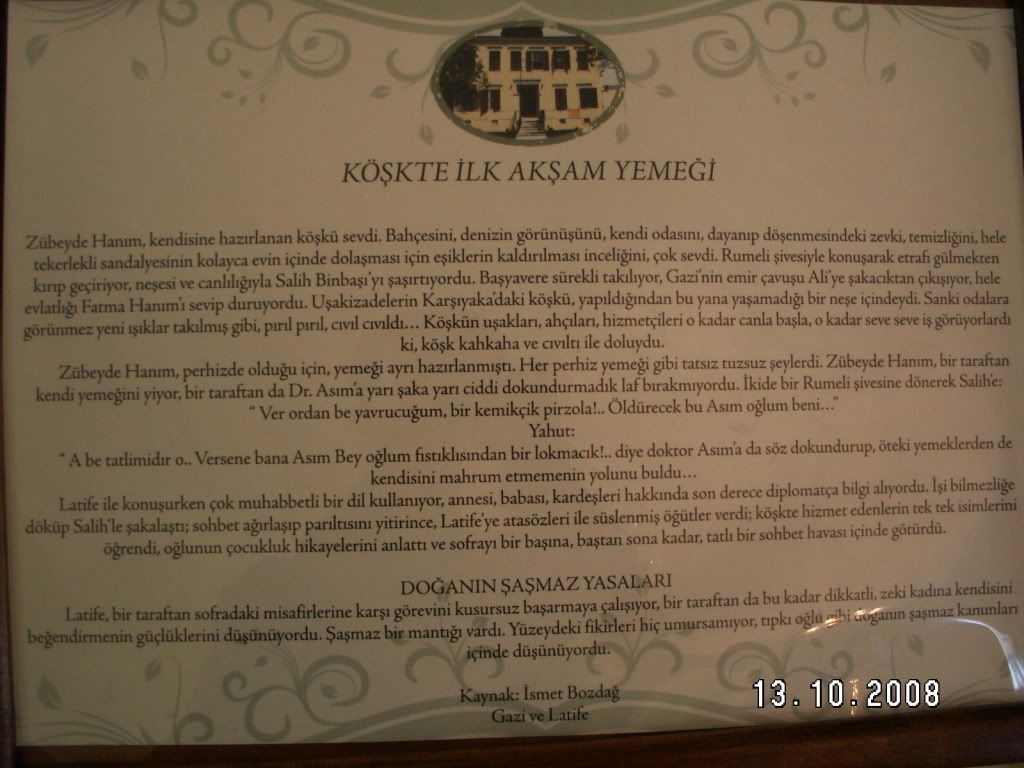 KÖŞKTE İLK AKŞAM YEMEĞİ
Zübeyde Hanım, kendisine hazırlanan köşkü sevdi. Bahçesini, denizin görünüşünü, kendi odasını, dayanıp döşenmesindeki zevki, temizliğini, hele
tekerlekli sandalyesinin kolayca evin içinde dolaşması için eşiklerin kaldırılması inceliğini, çok sevdi. Rumeli şivesiyle konuşarak etrafı gülmekten
kırıp geçiriyor, neşesi ve canlılığıyla Salih Binbaşı'yı şaşırtıyordu. Başyavere sürekli takılıyor, Gazi'nin emir çavuşu Ali'ye şakacıktan çıkışıyor, hele
evlatlığı Fatma Hanım'ı sevip duruyordu. Uşakizadelerin Karşıyaka'daki köşkü, yapıldığından bu yana yaşamadığı bir neşe içindeydi. Sanki odalara
görünmez yeni ışıklar takılmış gibi, pırıl pırıl, cıvıl cıvıldı… Köşkün uşakları, ahçıları, hizmetçileri o kadar canla başla, o kadar seve seve iş görüyorlardı
ki, köşk kahkaha ve cıvıltı ile doluydu.
Zübeyde Hanım, perhizde olduğu için, yemeği ayrı hazırlanmıştı. Her perhiz yemeği gibi tatsız tuzsuz şeylerdi. Zübeyde Hanım, bir taraftan
kendi yemeğini yiyor, bir taraftan da Dr. Asım'a yarı şaka yarı ciddi dokundurmadık laf bırakmıyordu. İkide bir Rumeli şivesine dönerek Salih'e:
“ Ver ordan be yavrucuğum, bir kemikçik pirzola!.. Öldürecek bu Asım oğlum beni…”
Yahut:
“ A be tatlimidır o.. Versene bana Asım Bey oğlum fıstıklısından bir lokmacık!.. diye doktor Asım'a da söz dokundurup, öteki yemeklerden de
kendisini mahrum etmemenin yolunu buldu…
Latife ile konuşurken çok muhabbetli bir dil kullanıyor, annesi, babası, kardeşleri hakkında son derece diplomatça bilgi alıyordu. İşi bilmezliğe
döküp Salih'le şakalaştı; sohbet ağırlaşıp parıltısını yitirince, Latife'ye atasözleri ile süslenmiş öğütler verdi; köşkte hizmet edenlerin tek tek isimlerini
öğrendi, oğlunun çocukluk hikayelerini anlattı ve sofrayı bir başına, baştan sona kadar, tatlı bir sohbet havası içinde götürdü.
DOĞANIN ŞAŞMAZ YASALARI
Latife, bir taraftan sofradaki misafirlerine karşı görevini kusursuz başarmaya çalışıyor, bir taraftan da bu kadar dikkatli, zeki kadına kendisini
beğendirmenin güçlüklerini düşünüyordu. Şaşmaz bir mantığı vardı. Yüzeydeki fikirleri hiç umursamıyor, tıpkı oğlu gibi doğanın şaşmaz kanunları
içinde düşünüyordu.
Kaynak: İsmet Bozdağ
Gazi ve Latife
13.10.2008